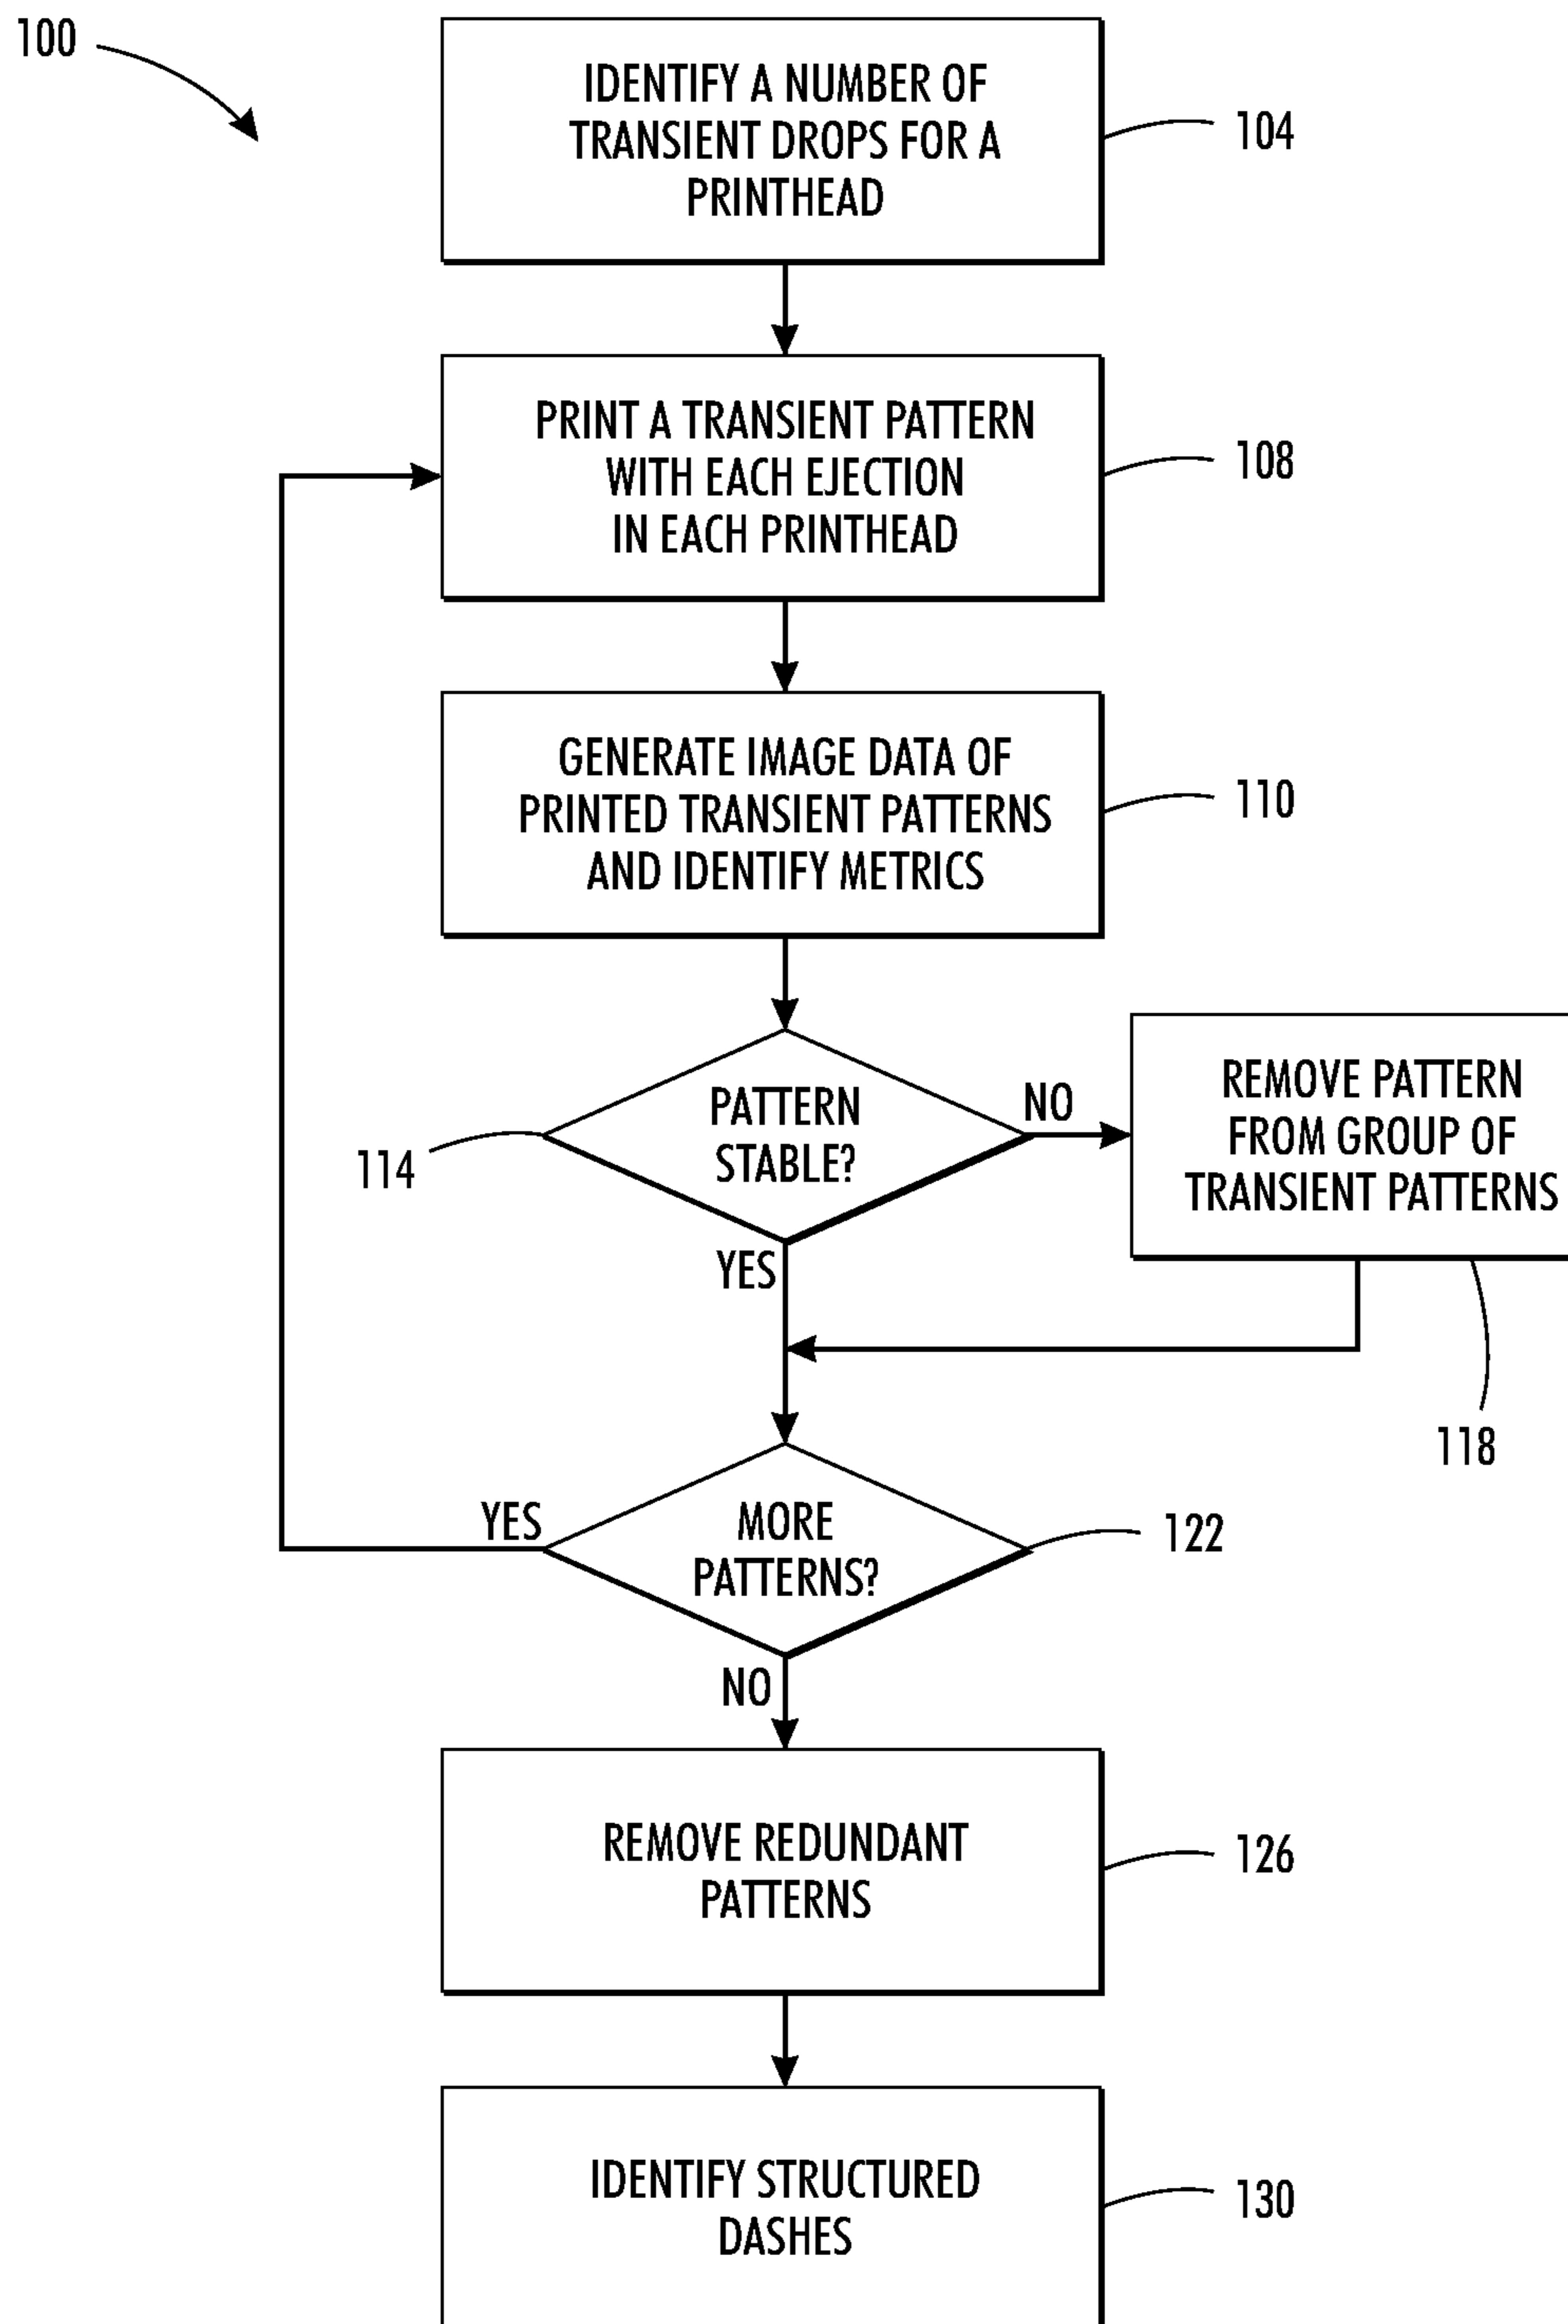 100
IDENTIFY A NUMBER OF
TRANSIENT DROPS FOR A
PRINTHEAD
104
PRINT A TRANSIENT PATTERN
WITH EACH EJECTION
IN EACH PRINTHEAD
108
GENERATE IMAGE DATA OF
PRINTED TRANSIENT PATTERNS
AND IDENTIFY METRICS
110
PATTERN
STABLE?
114
NO
REMOVE PATTERN
FROM GROUP OF
TRANSIENT PATTERNS
118
YES
MORE
PATTERNS?
122
YES
NO
REMOVE REDUNDANT
PATTERNS
126
IDENTIFY STRUCTURED
DASHES
130